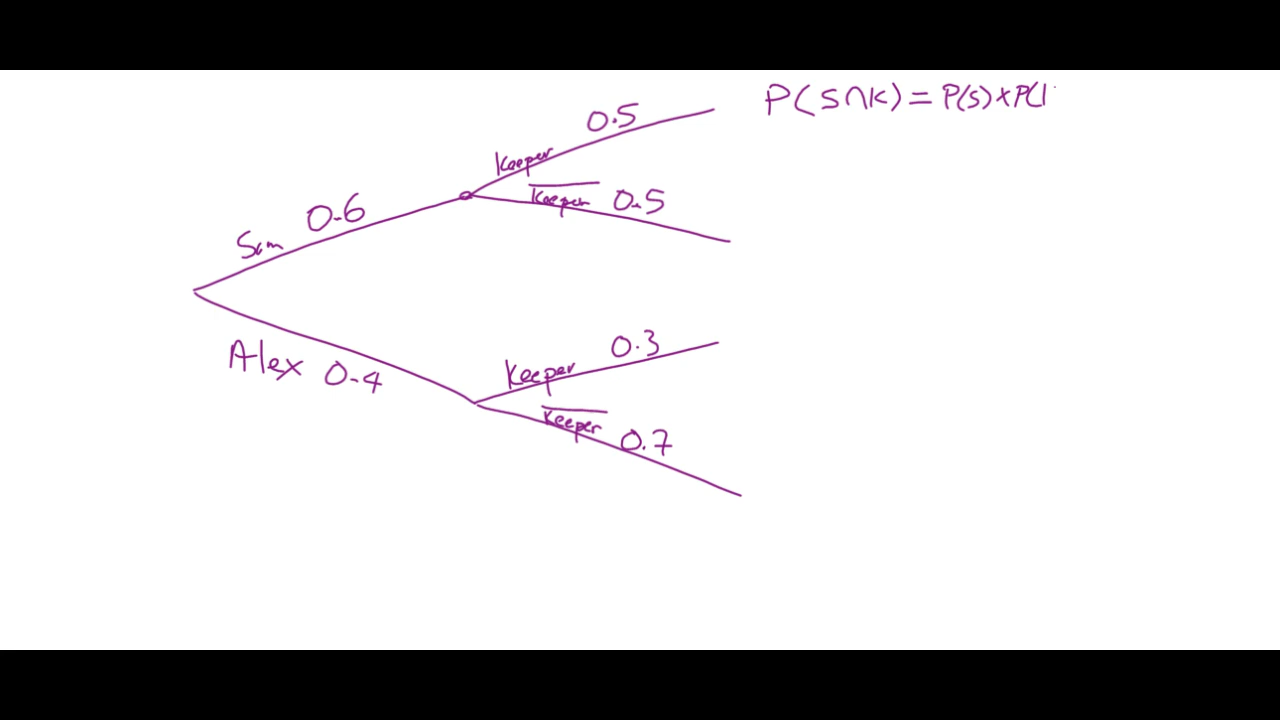 P(S∩K) = P(S)×P(
0.5
Keeper
Keeper 0.5
Sam 0.6
0.3
Keeper
Alex 0.4
Keeper 0.7